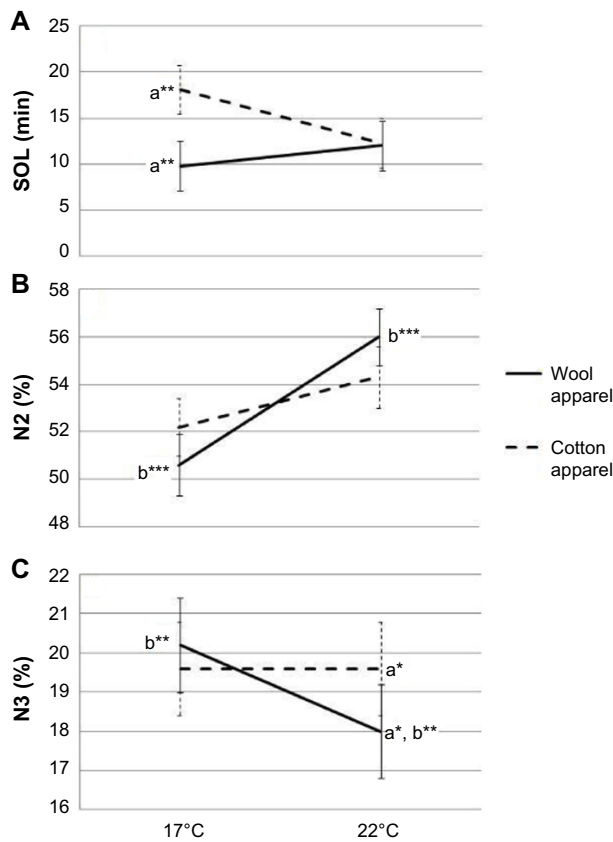 A
SOL (min)
25
20
15
10
5
0
a**
a**
B
N2 (%)
58
56
54
52
50
48
b***
b***
Wool
apparel
Cotton
apparel
C
N3 (%)
22
21
20
19
18
17
16
b**
a*
a*, b**
17°C
22°C